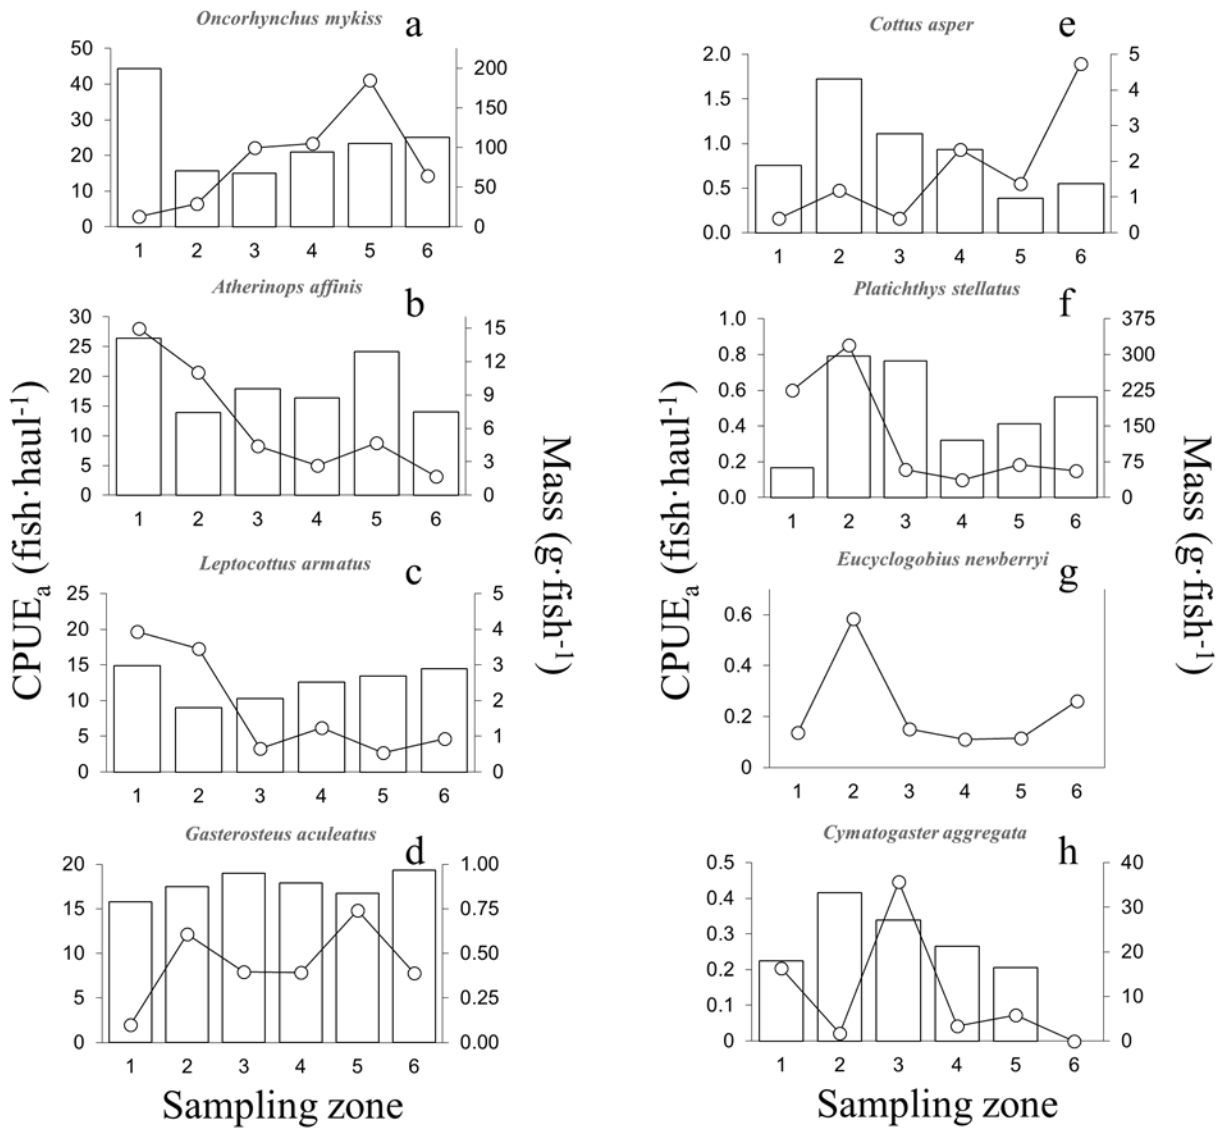 Oncorhynchus mykiss
a
50
40
30
20
10
0
200
150
100
50
0
1 2 3 4 5 6
Atherinops affinis
b
30
25
20
15
10
5
0
15
12
9
6
3
0
1 2 3 4 5 6
Leptocottus armatus
c
25
20
15
10
5
0
5
4
3
2
1
0
1 2 3 4 5 6
Gasterosteus aculeatus
d
20
15
10
5
0
1.00
0.75
0.50
0.25
0.00
1 2 3 4 5 6
Sampling zone
CPUEa (fish·haul-1)
Mass (g·fish-1)
Cottus asper
e
2.0
1.5
1.0
0.5
0.0
5
4
3
2
1
0
1 2 3 4 5 6
Platichthys stellatus
f
1.0
0.8
0.6
0.4
0.2
0.0
375
300
225
150
75
0
1 2 3 4 5 6
Eucyclogobius newberryi
g
0.6
0.4
0.2
0
1 2 3 4 5 6
Cymatogaster aggregata
h
0.5
0.4
0.3
0.2
0.1
0
40
30
20
10
0
1 2 3 4 5 6
Sampling zone
CPUEa (fish·haul-1)
Mass (g·fish-1)